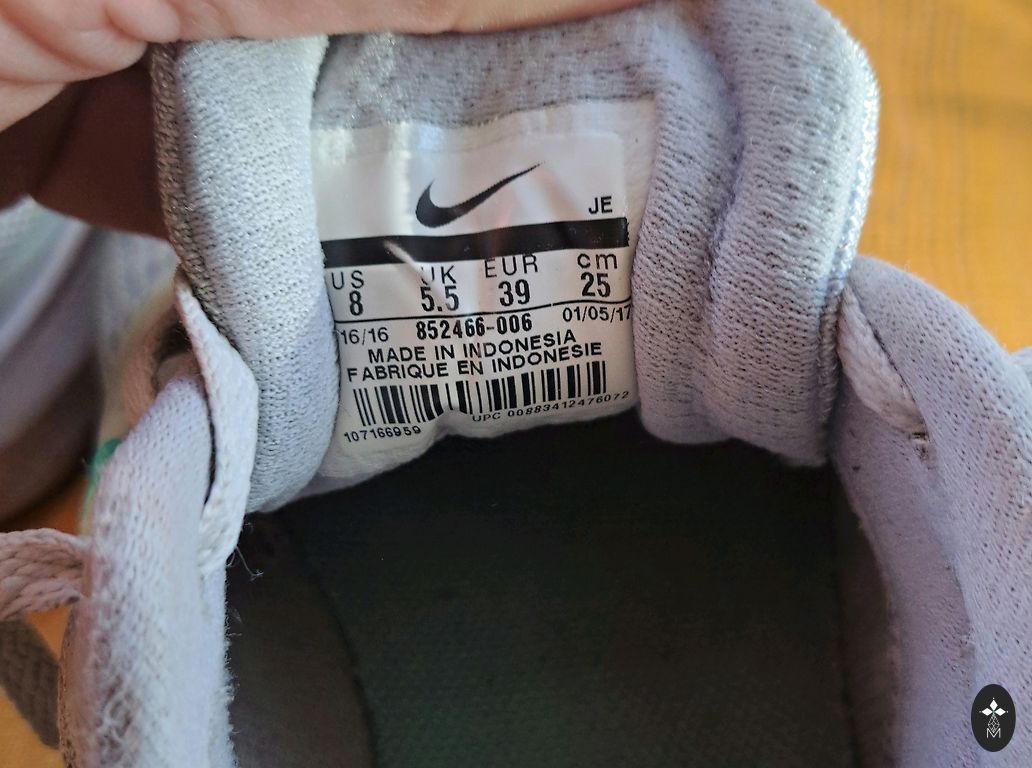 JE
US UK EUR cm
8 5.5 39 25
16/16 852466-006 01/05/17
MADE IN INDONESIA
FABRIQUE EN INDONESIE
107166959 UPC 00883412476072
M